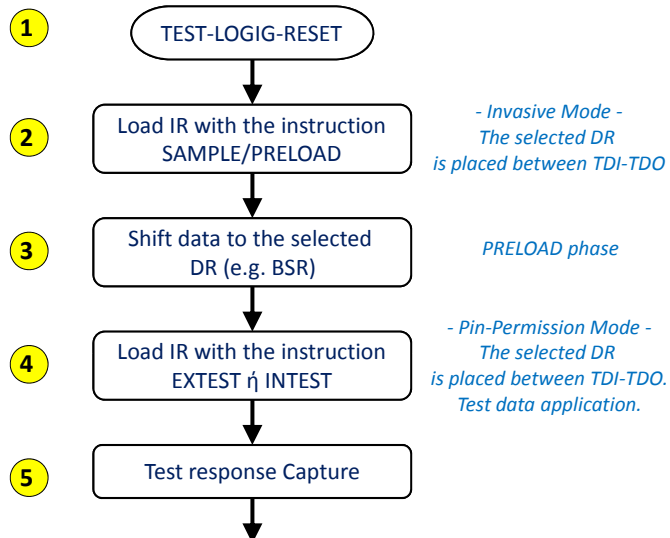 1
TEST-LOGIG-RESET
2
Load IR with the instruction
SAMPLE/PRELOAD
- Invasive Mode -
The selected DR
is placed between TDI-TDO
3
Shift data to the selected
DR (e.g. BSR)
PRELOAD phase
4
Load IR with the instruction
EXTEST ή INTEST
- Pin-Permission Mode -
The selected DR
is placed between TDI-TDO.
Test data application.
5
Test response Capture